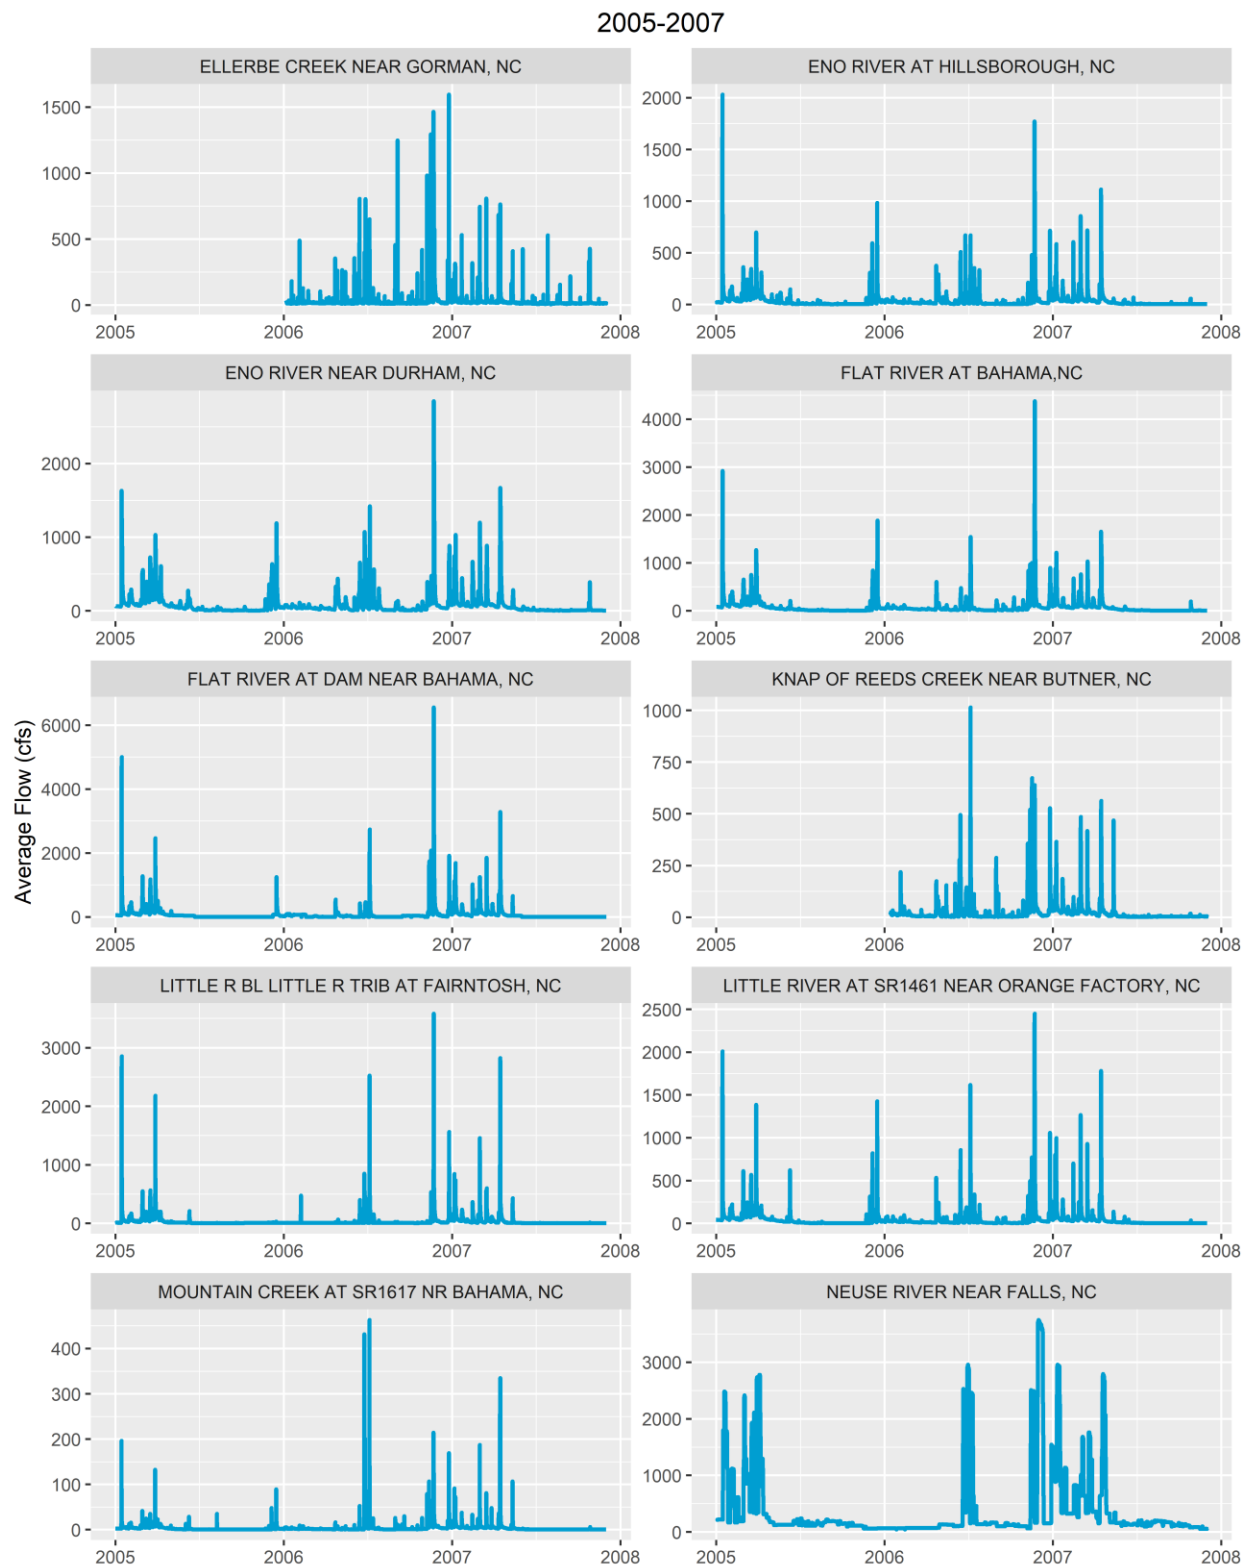 2005-2007
ELLERBE CREEK NEAR GORMAN, NC
1500
1000
500
0
2005 2006 2007 2008
ENO RIVER AT HILLSBOROUGH, NC
2000
1500
1000
500
0
2005 2006 2007 2008
ENO RIVER NEAR DURHAM, NC
2000
1000
0
2005 2006 2007 2008
FLAT RIVER AT BAHAMA,NC
4000
3000
2000
1000
0
2005 2006 2007 2008
Average Flow (cfs)
FLAT RIVER AT DAM NEAR BAHAMA, NC
6000
4000
2000
0
2005 2006 2007 2008
KNAP OF REEDS CREEK NEAR BUTNER, NC
1000
750
500
250
0
2005 2006 2007 2008
LITTLE R BL LITTLE R TRIB AT FAIRNTOSH, NC
3000
2000
1000
0
2005 2006 2007 2008
LITTLE RIVER AT SR1461 NEAR ORANGE FACTORY, NC
2500
2000
1500
1000
500
0
2005 2006 2007 2008
MOUNTAIN CREEK AT SR1617 NR BAHAMA, NC
400
300
200
100
0
2005 2006 2007 2008
NEUSE RIVER NEAR FALLS, NC
3000
2000
1000
0
2005 2006 2007 2008